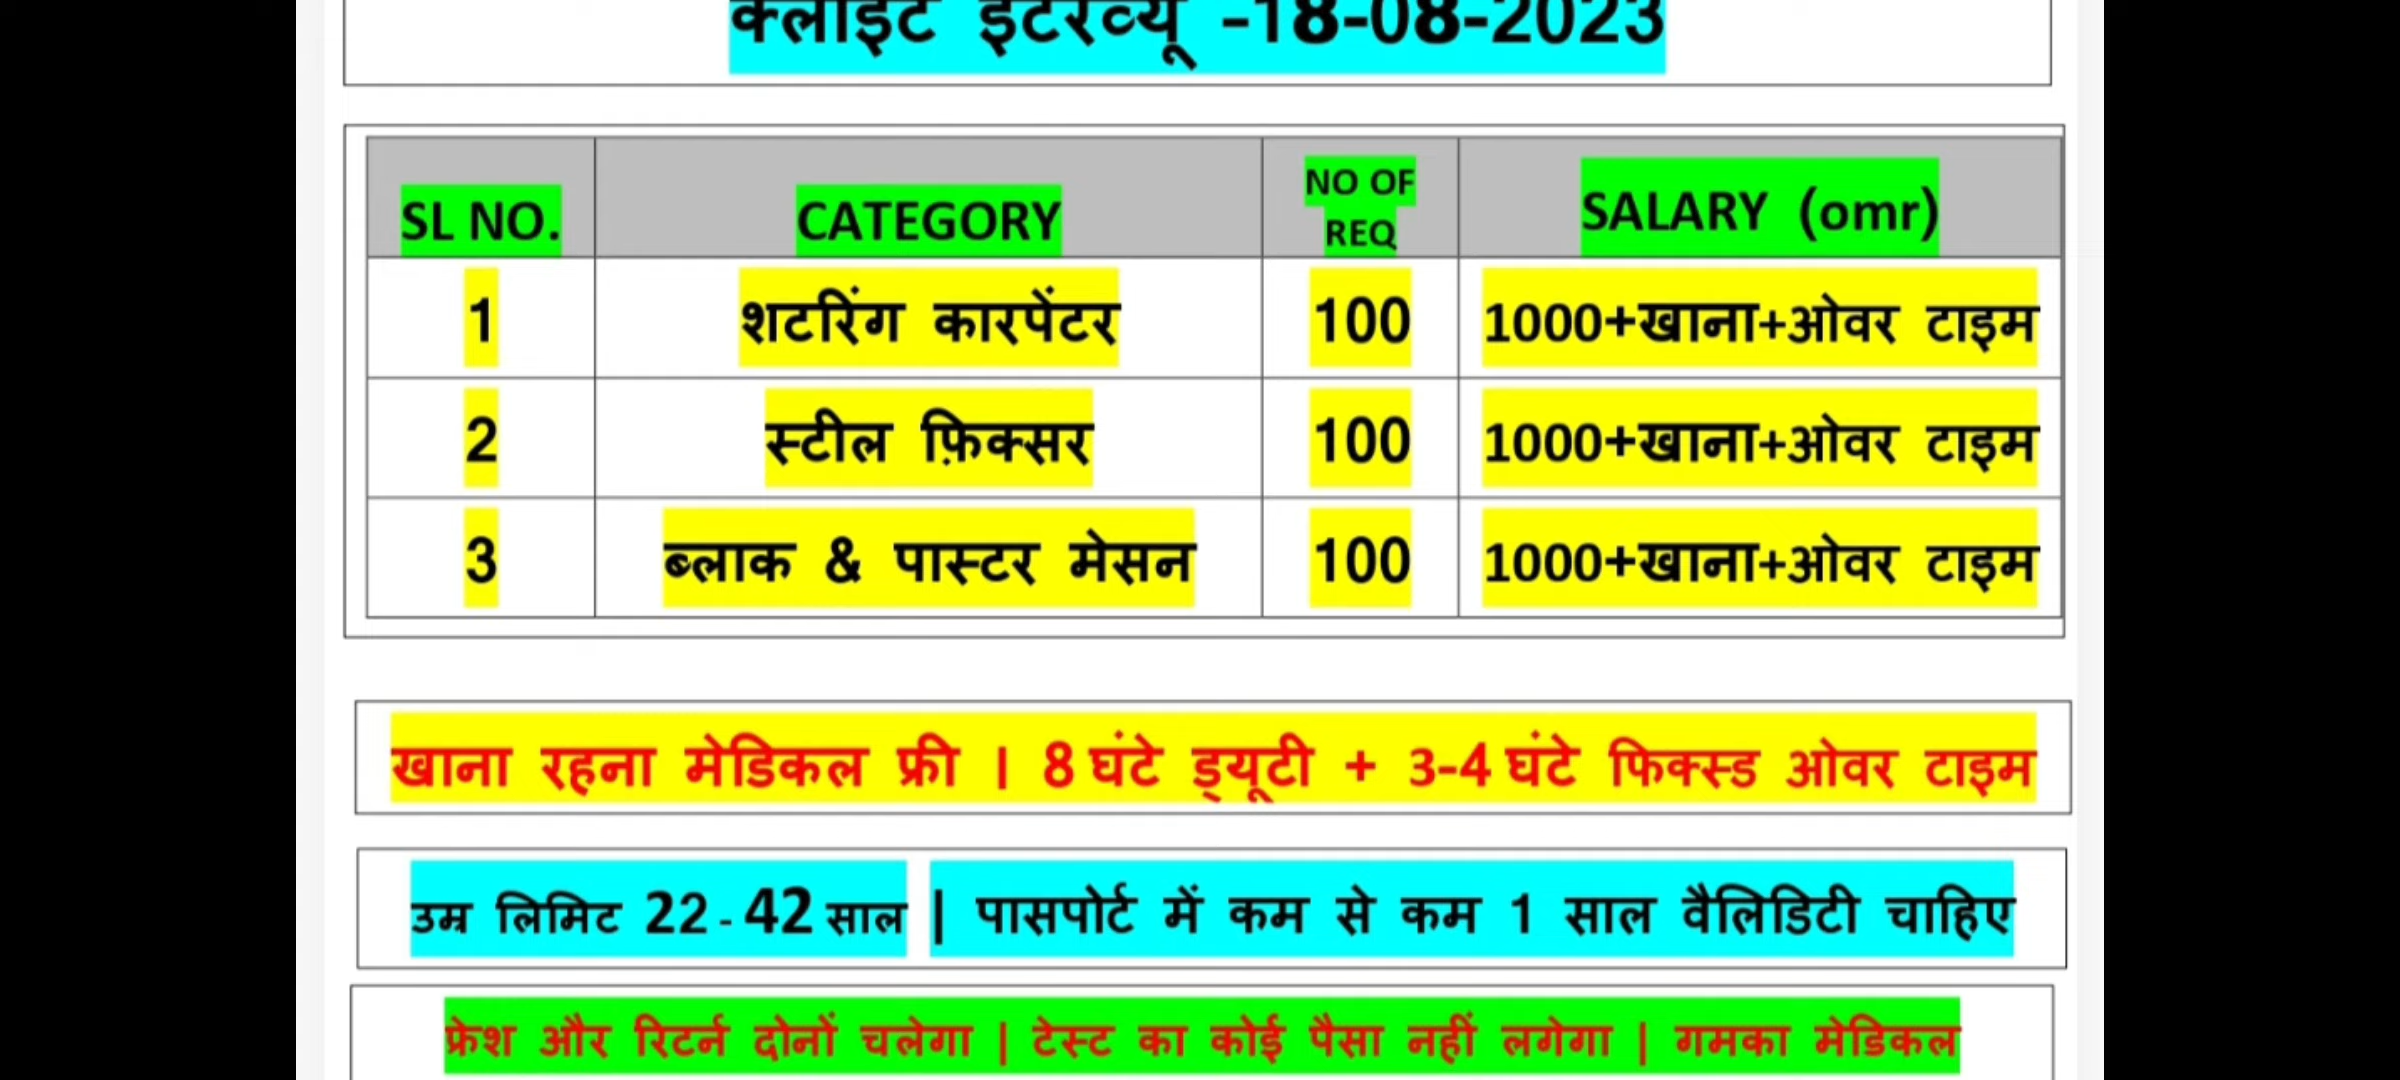 क्लाइंट इंटरव्यू -18-08-2023
SL NO. CATEGORY NO OF REQ SALARY (omr)
1 शटरिंग कारपेंटर 100 1000+खाना+ओवर टाइम
2 स्टील फ़िक्सर 100 1000+खाना+ओवर टाइम
3 ब्लाक & पास्टर मेसन 100 1000+खाना+ओवर टाइम
खाना रहना मेडिकल फ्री । 8 घंटे ड्यूटी + 3-4 घंटे फिक्स्ड ओवर टाइम
उम्र लिमिट 22 - 42 साल | पासपोर्ट में कम से कम 1 साल वैलिडिटी चाहिए
फ्रेश और रिटर्न दोनों चलेगा | टेस्ट का कोई पैसा नहीं लगेगा | गमका मेडिकल